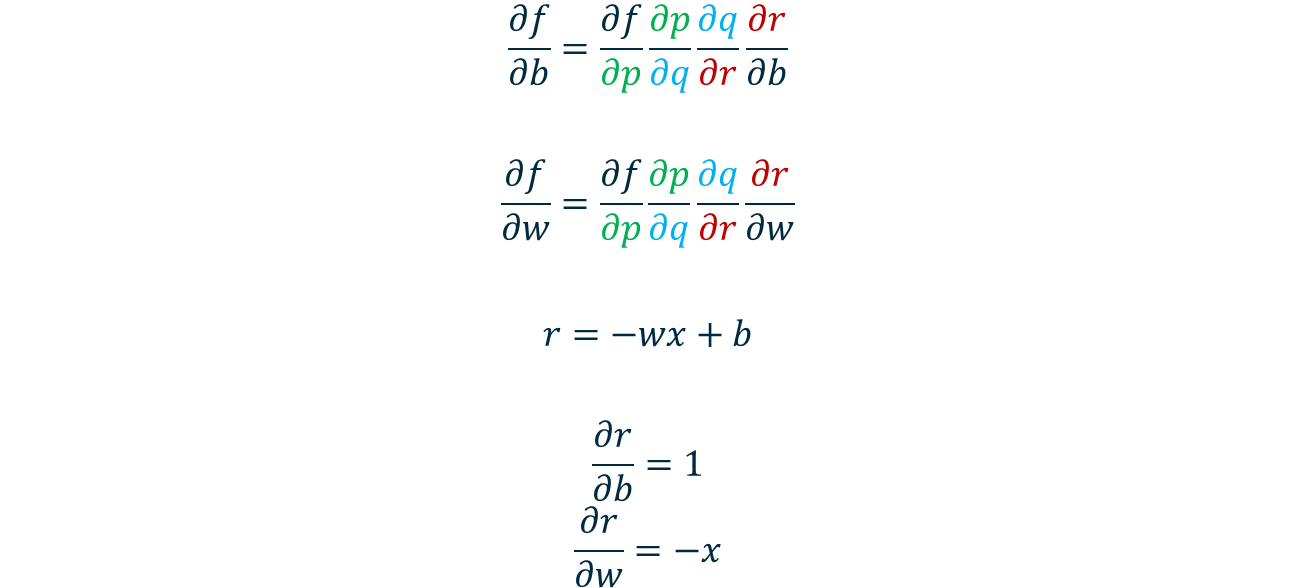 ∂f/∂b = ∂f/∂p ∂p/∂q ∂q/∂r ∂r/∂b
∂f/∂w = ∂f/∂p ∂p/∂q ∂q/∂r ∂r/∂w
r = −wx + b
∂r/∂b = 1
∂r/∂w = −x